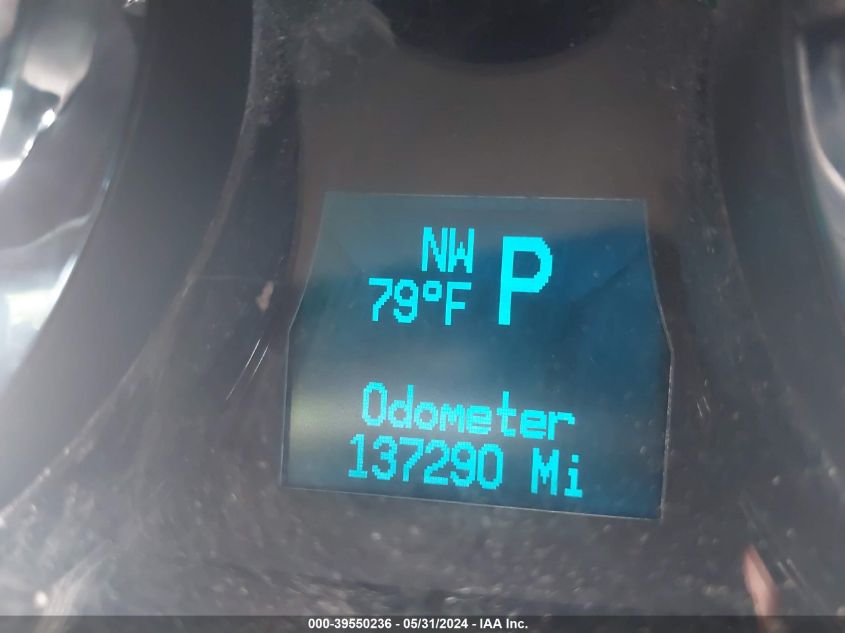 NW
79°F P
Odometer
137290 Mi
000-39550236 - 05/31/2024 - IAA Inc.